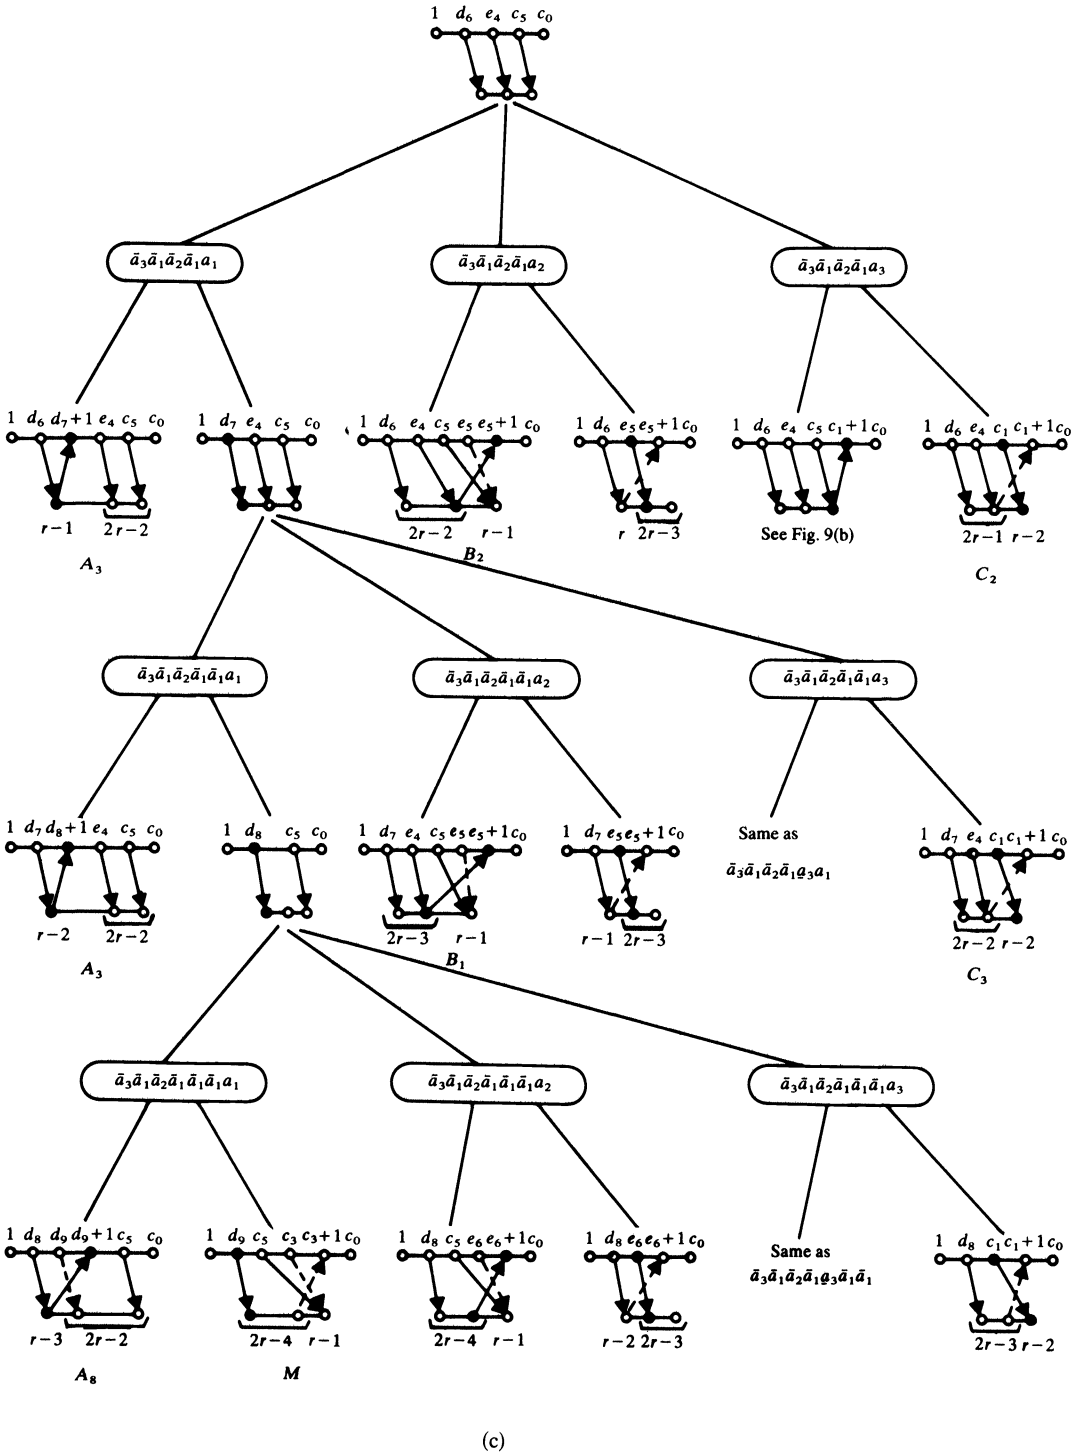 1 d₆ e₄ c₅ c₀
ā₃ā₁ā₂ā₁a₁
ā₃ā₁ā₂ā₁a₂
ā₃ā₁ā₂ā₁a₃
1 d₆ d₇+1 e₄ c₅ c₀
1 d₇ e₄ c₅ c₀
1 d₆ e₄ c₅ e₅ e₅+1 c₀
1 d₆ e₅ e₅+1 c₀
1 d₆ e₄ c₅ c₁+1 c₀
1 d₆ e₄ c₁ c₁+1 c₀
r−1 2r−2
2r−2 r−1
r 2r−3
See Fig. 9(b)
2r−1 r−2
A₃
B₂
C₂
ā₃ā₁ā₂ā₁ā₁a₁
ā₃ā₁ā₂ā₁ā₁a₂
ā₃ā₁ā₂ā₁ā₁a₃
1 d₇ d₈+1 e₄ c₅ c₀
1 d₈ c₅ c₀
1 d₇ e₄ c₅ e₅ e₅+1 c₀
1 d₇ e₅ e₅+1 c₀
Same as
ā₃ā₁ā₂ā₁a̲₃a₁
1 d₇ e₄ c₁ c₁+1 c₀
r−2 2r−2
2r−3 r−1
r−1 2r−3
2r−2 r−2
A₃
B₁
C₃
ā₃ā₁ā₂ā₁ā₁ā₁a₁
ā₃ā₁ā₂ā₁ā₁ā₁a₂
ā₃ā₁ā₂ā₁ā₁ā₁a₃
1 d₈ d₉ d₉+1 c₅ c₀
1 d₉ c₅ c₃ c₃+1 c₀
1 d₈ c₅ e₆ e₆+1 c₀
1 d₈ e₆ e₆+1 c₀
Same as
ā₃ā₁ā₂ā₁a̲₃ā₁ā₁
1 d₈ c₁ c₁+1 c₀
r−3 2r−2
2r−4 r−1
2r−4 r−1
r−2 2r−3
2r−3 r−2
A₈
M
(c)